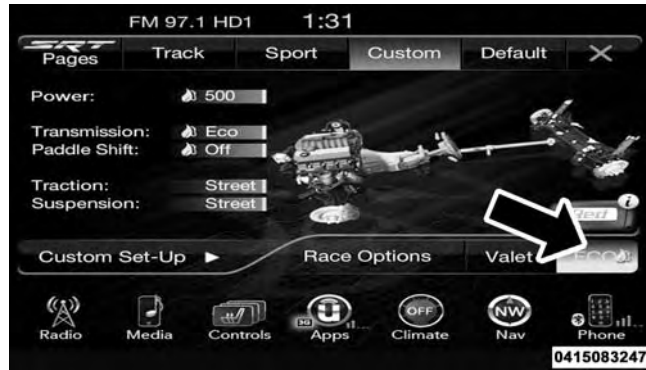 FM 97.1 HD1 1:31
SRT Pages Track Sport Custom Default X
Power: 500
Transmission: Eco
Paddle Shift: Off
Traction: Street
Suspension: Street
i
Red
Custom Set-Up Race Options Valet ECO
3G U OFF NW
Radio Media Controls Apps Climate Nav Phone
0415083247